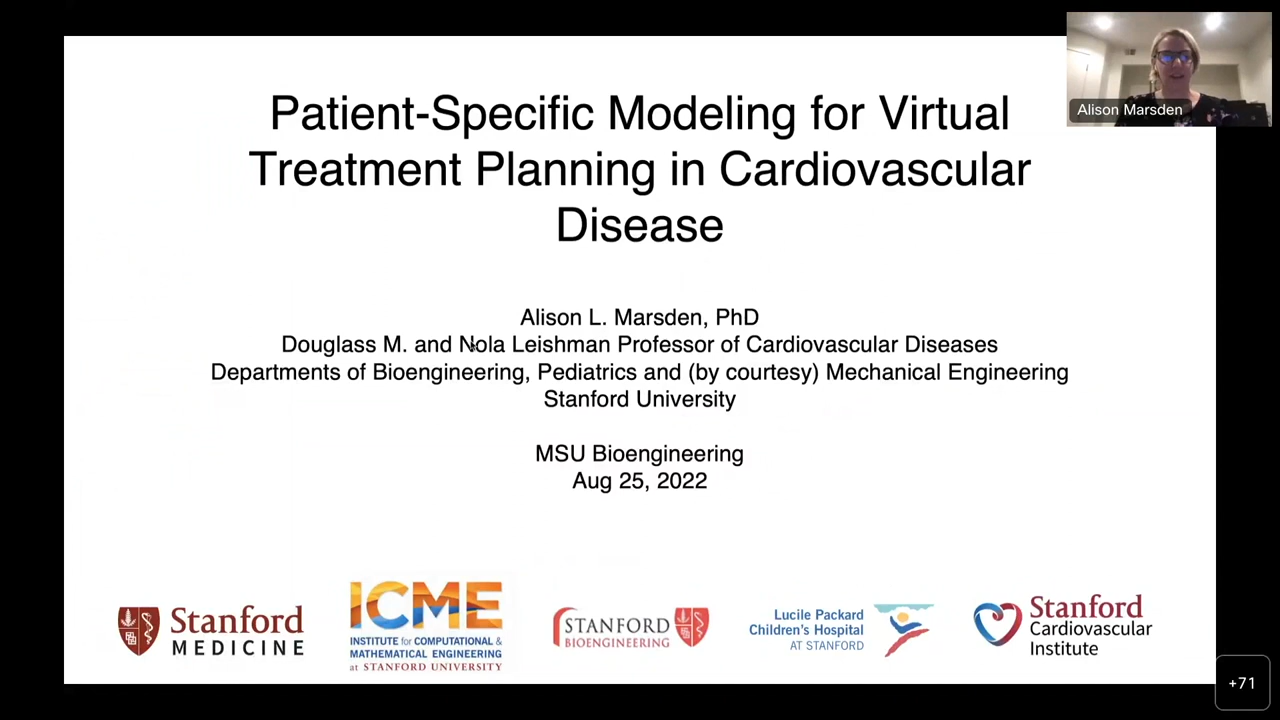 Patient-Specific Modeling for Virtual
Treatment Planning in Cardiovascular
Disease
Alison Marsden
Alison L. Marsden, PhD
Douglass M. and Nola Leishman Professor of Cardiovascular Diseases
Departments of Bioengineering, Pediatrics and (by courtesy) Mechanical Engineering
Stanford University
MSU Bioengineering
Aug 25, 2022
Stanford
MEDICINE
ICME
INSTITUTE for COMPUTATIONAL &
MATHEMATICAL ENGINEERING
at STANFORD UNIVERSITY
STANFORD
BIOENGINEERING
Lucile Packard
Children's Hospital
AT STANFORD
Stanford
Cardiovascular
Institute
+71